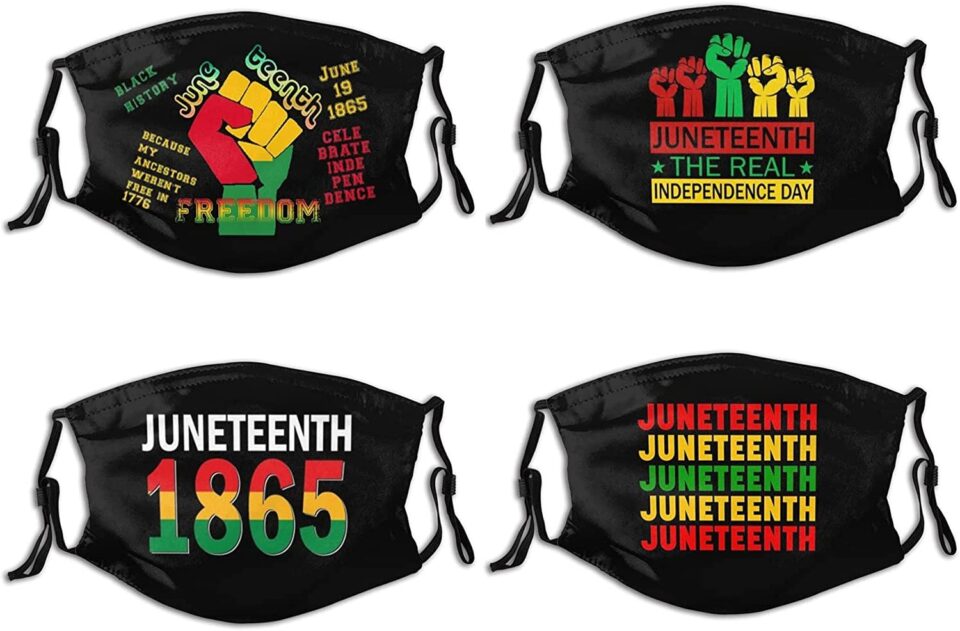 BLACK
HISTORY
June teenth
JUNE
19
1865
BECAUSE
MY
ANCESTORS
WERENT
FREE IN
1776
CELE
BRATE
INDE
PEN
DENCE
FREEDOM
JUNETEENTH
THE REAL
INDEPENDENCE DAY
JUNETEENTH
1865
JUNETEENTH
JUNETEENTH
JUNETEENTH
JUNETEENTH
JUNETEENTH